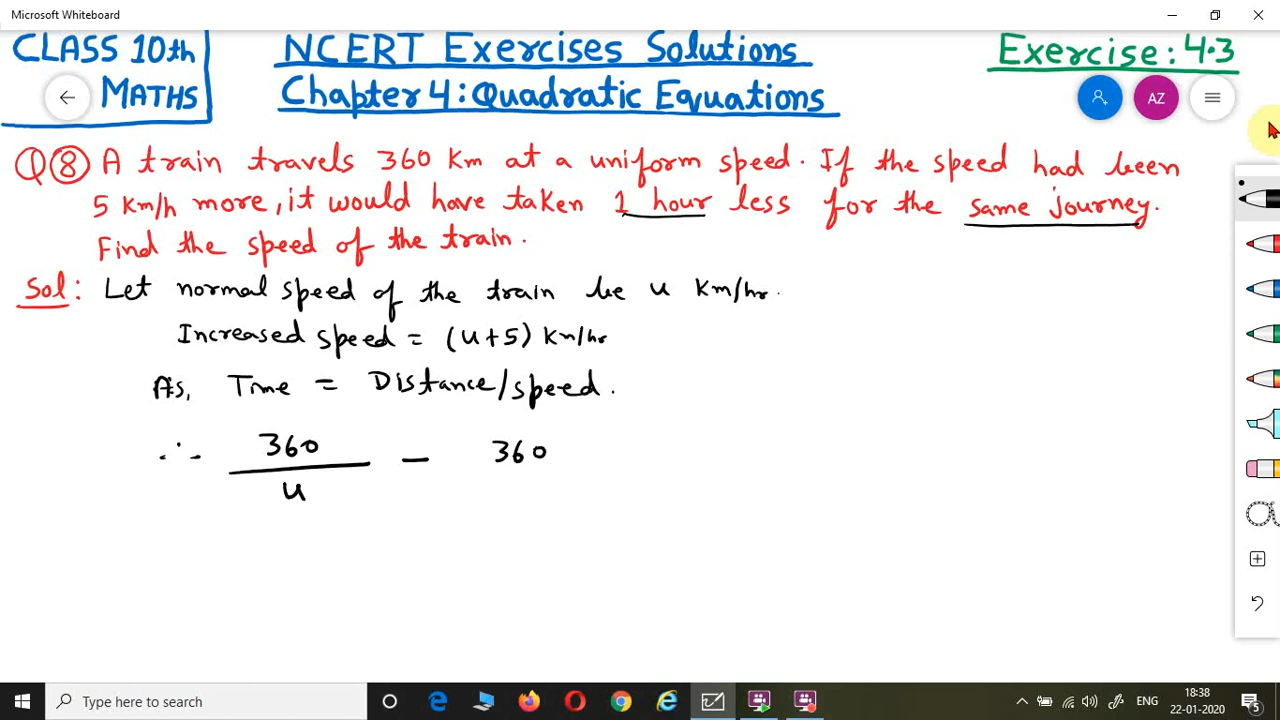 Microsoft Whiteboard
CLASS 10th
MATHS
NCERT Exercises Solutions
Chapter 4: Quadratic Equations
Exercise: 4.3
AZ
Q 8 A train travels 360 Km at a uniform speed. If the speed had been
5 Km/h more, it would have taken 1 hour less for the same journey.
Find the speed of the train.
Sol: Let normal speed of the train be u Km/hr.
Increased speed = (u+5) Km/hr
As, Time = Distance/speed.
∴ 360 — 360
u
Type here to search
ENG
18:38
22-01-2020
5